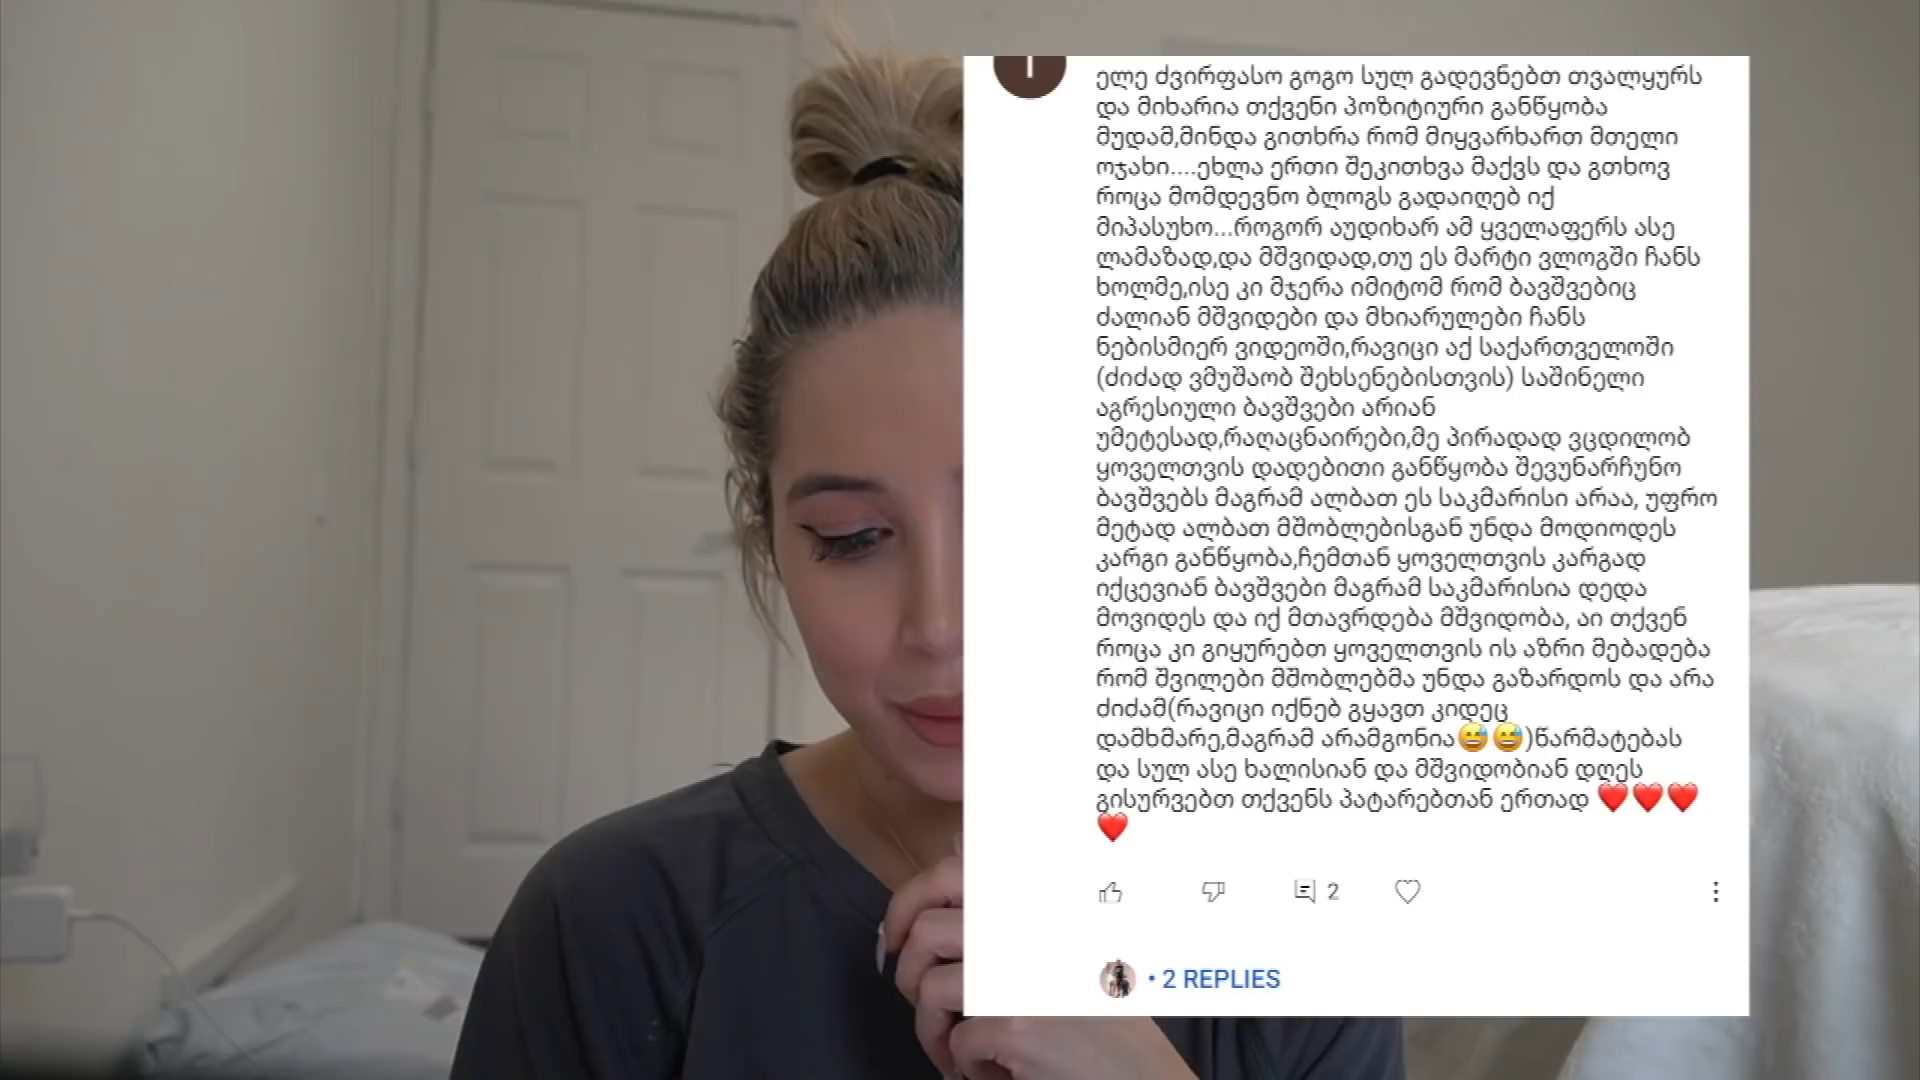 ელე ძვირფასო გოგო სულ გადევნებთ თვალყურს
და მიხარია თქვენი პოზიტიური განწყობა
მუდამ,მინდა გითხრა რომ მიყვარხართ მთელი
ოჯახი....ეხლა ერთი შეკითხვა მაქვს და გთხოვ
როცა მომდევნო ბლოგს გადაიღებ იქ
მიპასუხო...როგორ აუდიხარ ამ ყველაფერს ასე
ლამაზად,და მშვიდად,თუ ეს მარტი ვლოგში ჩანს
ხოლმე,ისე კი მჯერა იმიტომ რომ ბავშვებიც
ძალიან მშვიდები და მხიარულები ჩანს
ნებისმიერ ვიდეოში,რავიცი აქ საქართველოში
(ძიძად ვმუშაობ შეხსენებისთვის) საშინელი
აგრესიული ბავშვები არიან
უმეტესად,რაღაცნაირები,მე პირადად ვცდილობ
ყოველთვის დადებითი განწყობა შევუნარჩუნო
ბავშვებს მაგრამ ალბათ ეს საკმარისი არაა, უფრო
მეტად ალბათ მშობლებისგან უნდა მოდიოდეს
კარგი განწყობა,ჩემთან ყოველთვის კარგად
იქცევიან ბავშვები მაგრამ საკმარისია დედა
მოვიდეს და იქ მთავრდება მშვიდობა, აი თქვენ
როცა კი გიყურებთ ყოველთვის ის აზრი მებადება
რომ შვილები მშობლებმა უნდა გაზარდოს და არა
ძიძამ(რავიცი იქნებ გყავთ კიდეც
დამხმარე,მაგრამ არამგონია😅😅)წარმატებას
და სულ ასე ხალისიან და მშვიდობიან დღეს
გისურვებთ თქვენს პატარებთან ერთად ❤️❤️❤️
❤️
2
• 2 REPLIES